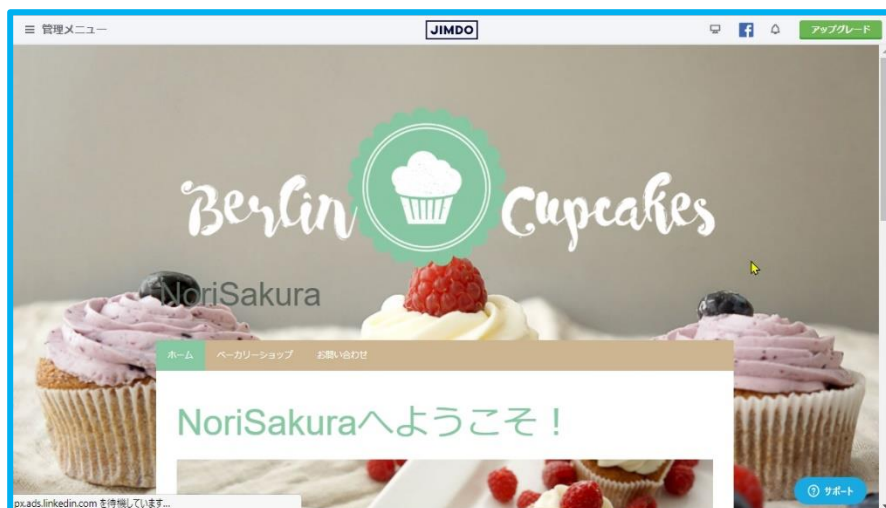 管理メニュー
JIMDO
アップグレード
Berlin Cupcakes
NoriSakura
ホーム ベーカリーショップ お問い合わせ
NoriSakuraへようこそ！
サポート
px.ads.linkedin.com を待機しています...